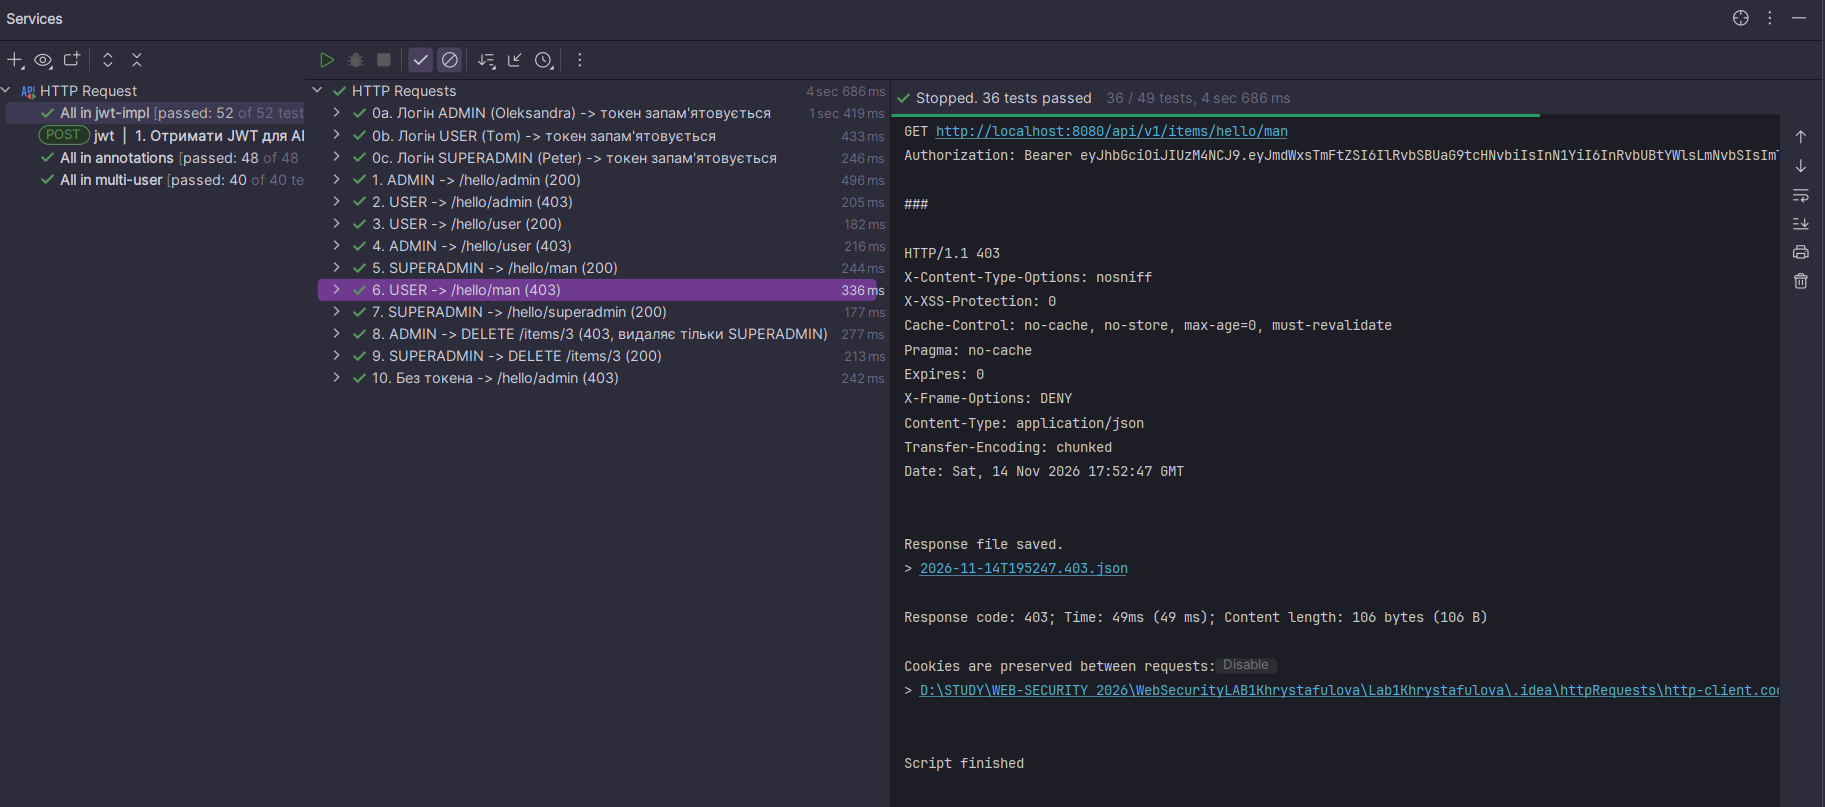 Services
HTTP Request
All in jwt-impl [passed: 52 of 52 test
POST jwt | 1. Отримати JWT для AI
All in annotations [passed: 48 of 48
All in multi-user [passed: 40 of 40 te
HTTP Requests 4 sec 686 ms
0a. Логін ADMIN (Oleksandra) -> токен запам'ятовується 1 sec 419 ms
0b. Логін USER (Tom) -> токен запам'ятовується 433 ms
0c. Логін SUPERADMIN (Peter) -> токен запам'ятовується 246 ms
1. ADMIN -> /hello/admin (200) 496 ms
2. USER -> /hello/admin (403) 205 ms
3. USER -> /hello/user (200) 182 ms
4. ADMIN -> /hello/user (403) 216 ms
5. SUPERADMIN -> /hello/man (200) 244 ms
6. USER -> /hello/man (403) 336 ms
7. SUPERADMIN -> /hello/superadmin (200) 177 ms
8. ADMIN -> DELETE /items/3 (403, видаляє тільки SUPERADMIN) 277 ms
9. SUPERADMIN -> DELETE /items/3 (200) 213 ms
10. Без токена -> /hello/admin (403) 242 ms
Stopped. 36 tests passed 36 / 49 tests, 4 sec 686 ms
GET http://localhost:8080/api/v1/items/hello/man
Authorization: Bearer
###
HTTP/1.1 403
X-Content-Type-Options: nosniff
X-XSS-Protection: 0
Cache-Control: no-cache, no-store, max-age=0, must-revalidate
Pragma: no-cache
Expires: 0
X-Frame-Options: DENY
Content-Type: application/json
Transfer-Encoding: chunked
Date: Sat, 14 Nov 2026 17:52:47 GMT
Response file saved.
> 2026-11-14T195247.403.json
Response code: 403; Time: 49ms (49 ms); Content length: 106 bytes (106 B)
Cookies are preserved between requests: Disable
> D:\STUDY\WEB-SECURITY 2026\WebSecurityLAB1Khrystafulova\Lab1Khrystafulova\.idea\httpRequests\http-client.coo
Script finished